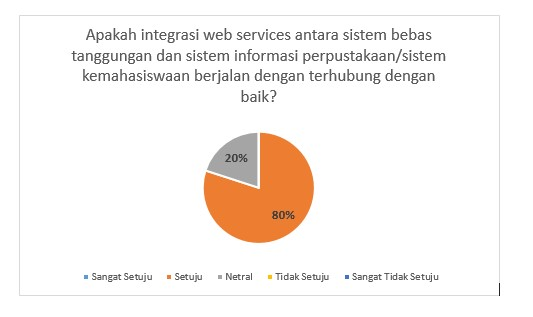 Apakah integrasi web services antara sistem bebas
tanggungan dan sistem informasi perpustakaan/sistem
kemahasiswaan berjalan dengan terhubung dengan
baik?
20%
80%
Sangat Setuju Setuju Netral Tidak Setuju Sangat Tidak Setuju